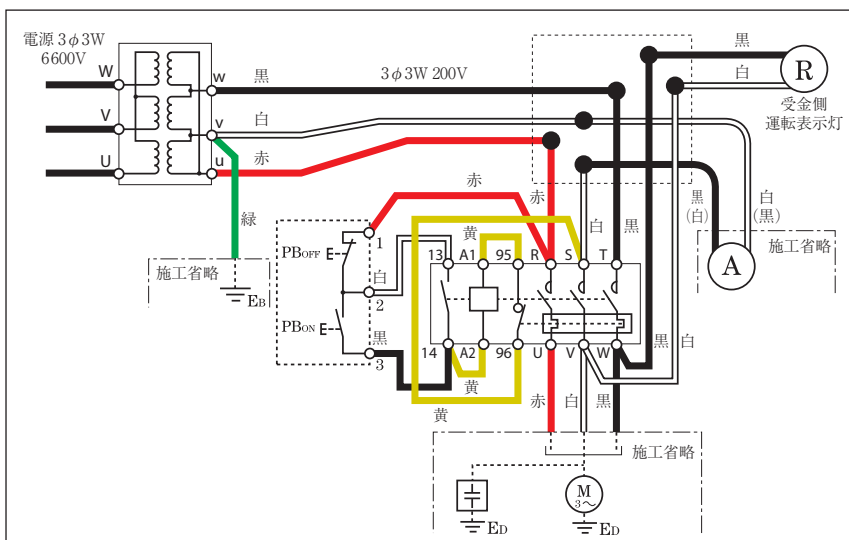 電源 3φ3W
6600V
W
V
U
w
v
u
黒
白
赤
3φ3W 200V
黒
白
R
受金側
運転表示灯
緑
施工省略
EB
赤
赤
白
黒
黒
(白)
白
(黒)
施工省略
A
PBOFF
1
白
2
PBON
黒
3
黄
13
A1
95
R
S
T
14
A2
96
U
V
W
黄
黄
赤
白
黒
黒
白
施工省略
M
3~
ED
ED